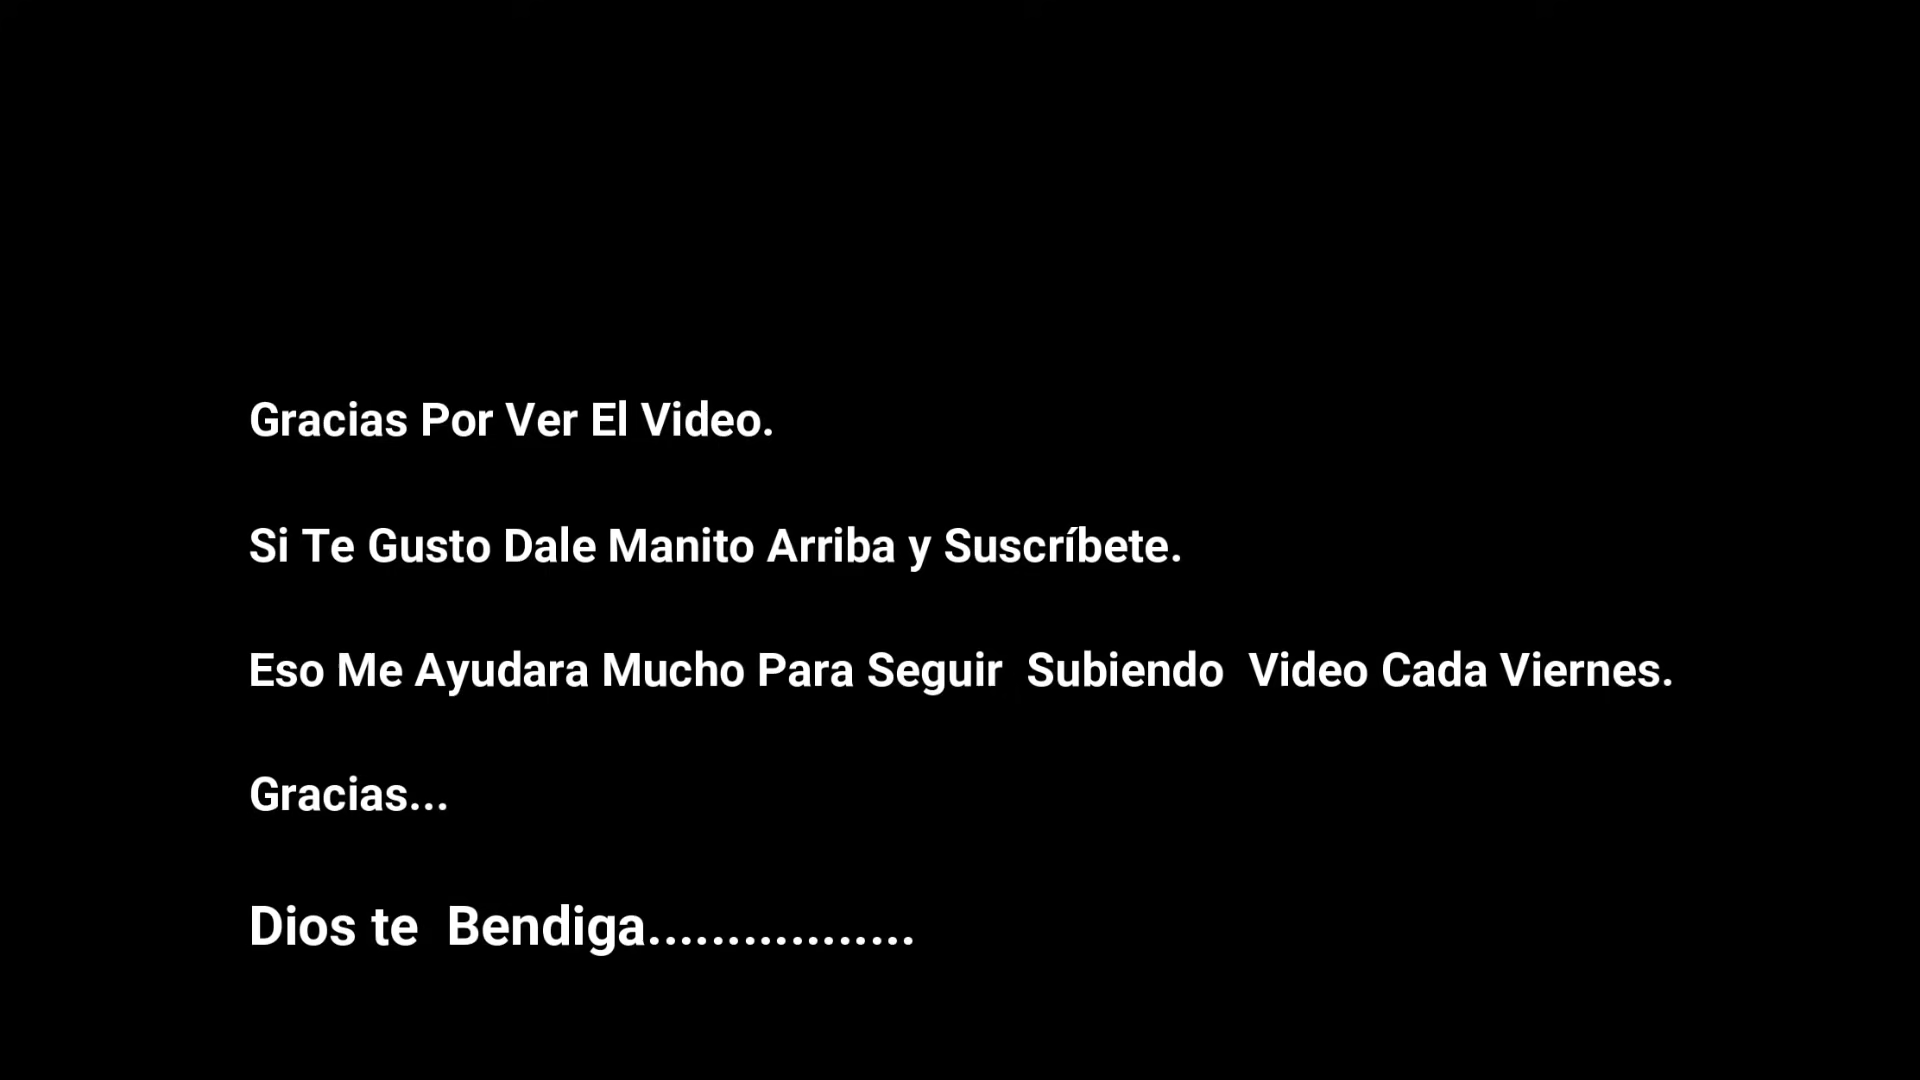 Gracias Por Ver El Video.
Si Te Gusto Dale Manito Arriba y Suscríbete.
Eso Me Ayudara Mucho Para Seguir  Subiendo  Video Cada Viernes.
Gracias...
Dios te  Bendiga.................